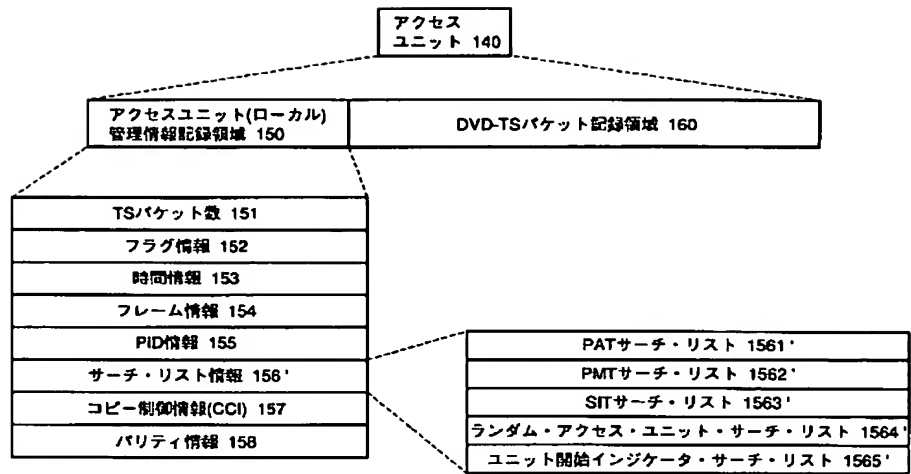 アクセス
ユニット 140
アクセスユニット(ローカル)
管理情報記録領域 150
DVD-TSパケット記録領域 160
TSパケット数 151
フラグ情報 152
時間情報 153
フレーム情報 154
PID情報 155
サーチ・リスト情報 156'
コピー制御情報(CCI) 157
パリティ情報 158
PATサーチ・リスト 1561'
PMTサーチ・リスト 1562'
SITサーチ・リスト 1563'
ランダム・アクセス・ユニット・サーチ・リスト 1564'
ユニット開始インジケータ・サーチ・リスト 1565'